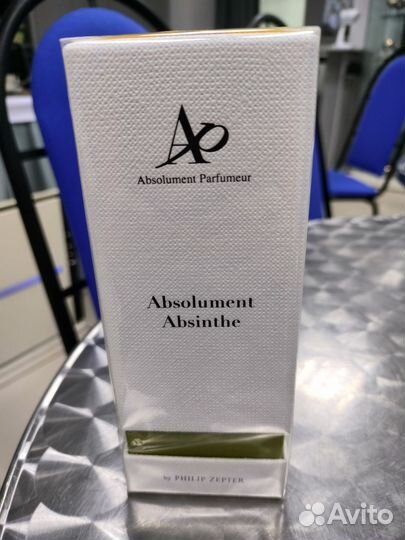 AP
Absolument Parfumeur
Absolument
Absinthe
by PHILIP ZEPTER
Avito